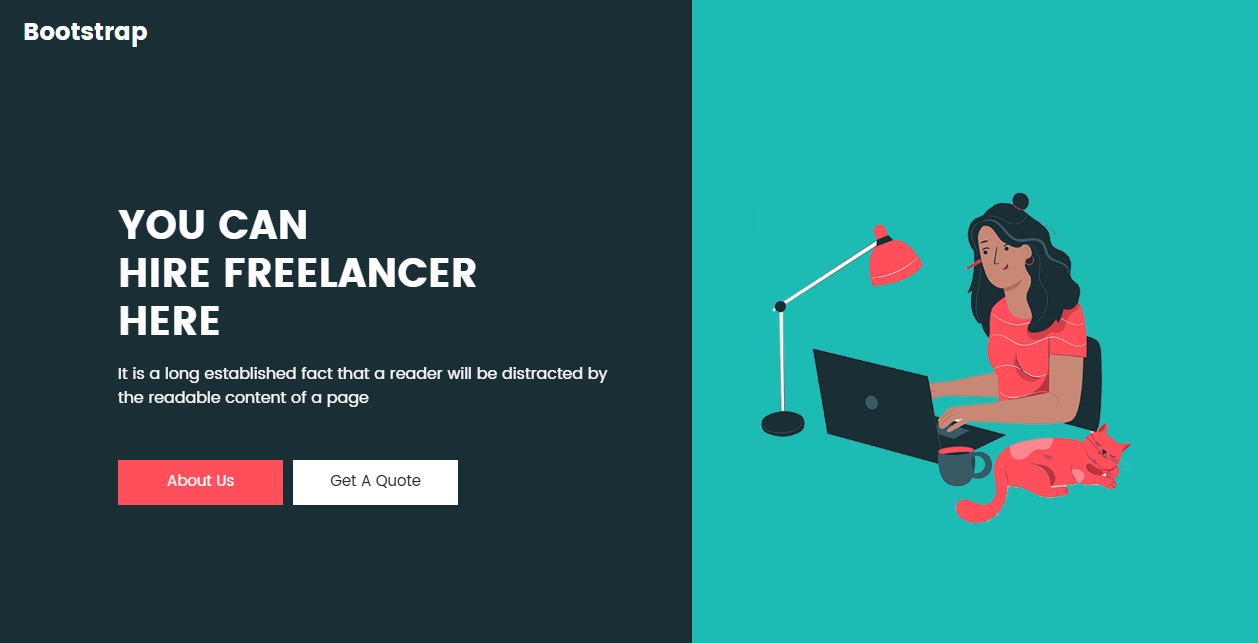 Bootstrap
YOU CAN
HIRE FREELANCER
HERE
It is a long established fact that a reader will be distracted by
the readable content of a page
About Us
Get A Quote